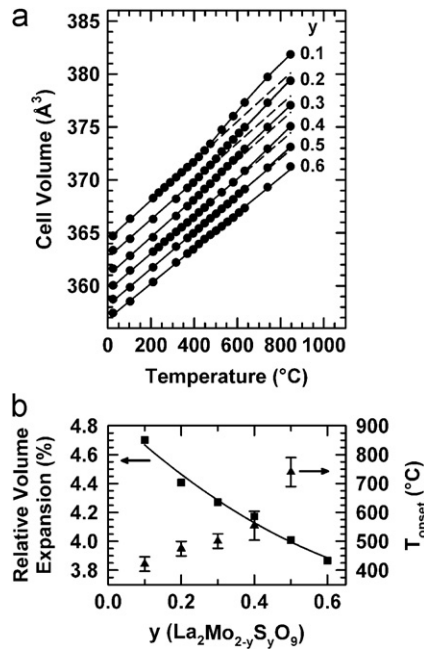 a
y
385
380
375
370
365
360
0.1
0.2
0.3
0.4
0.5
0.6
Cell Volume (Å³)
0 200 400 600 800 1000
Temperature (°C)
b
4.8
4.6
4.4
4.2
4.0
3.8
Relative Volume
Expansion (%)
900
800
700
600
500
400
T_onset (°C)
0.0 0.2 0.4 0.6
y (La₂Mo₂₋yS_yO₉)